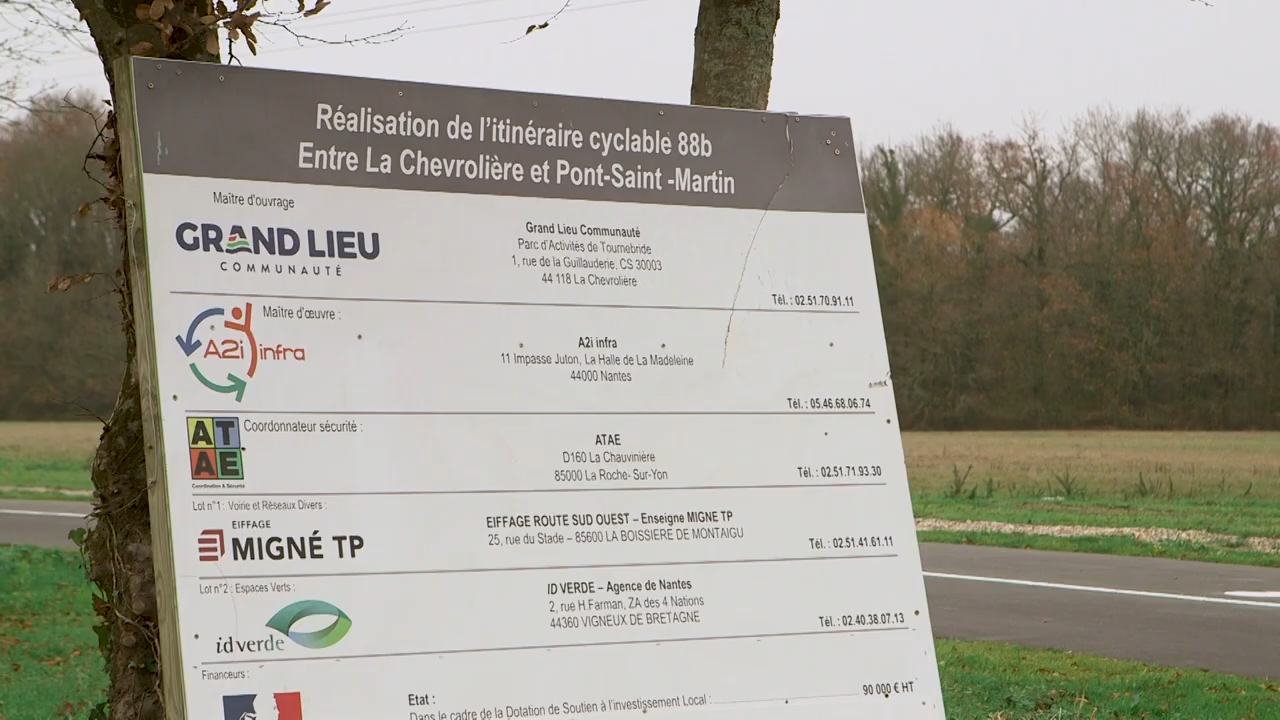 Réalisation de l'itinéraire cyclable 88b
Entre La Chevrolière et Pont-Saint -Martin
Maître d'ouvrage
GRAND LIEU
COMMUNAUTÉ
Grand Lieu Communauté
Parc d'Activités de Tournebride
1, rue de la Guillauderie, CS 30003
44 118 La Chevrolière
Tél. : 02.51.70.91.11
Maître d'œuvre :
A2i infra
A2i infra
11 Impasse Juton, La Halle de La Madeleine
44000 Nantes
Tél. : 05.46.68.06.74
Coordonnateur sécurité :
AT
AE
Coordination & Sécurité
ATAE
D160 La Chauvinière
85000 La Roche- Sur-Yon
Tél. : 02.51.71.93.30
Lot n°1 : Voirie et Réseaux Divers :
EIFFAGE
MIGNÉ TP
EIFFAGE ROUTE SUD OUEST – Enseigne MIGNE TP
25, rue du Stade – 85600 LA BOISSIERE DE MONTAIGU
Tél. : 02.51.41.61.11
Lot n°2 : Espaces Verts :
id verde
ID VERDE – Agence de Nantes
2, rue H.Farman, ZA des 4 Nations
44360 VIGNEUX DE BRETAGNE
Tél. : 02.40.38.07.13
Financeurs :
Etat :
Dans le cadre de la Dotation de Soutien à l'investissement Local : 90 000 € HT